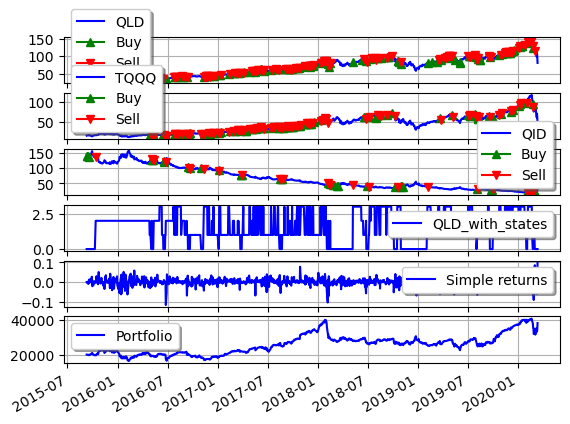 QLD
Buy
Sell
150
100
50
TQQQ
Buy
Sell
100
50
QID
Buy
Sell
150
100
50
QLD_with_states
2.5
0.0
Simple returns
0.1
0.0
−0.1
Portfolio
40000
20000
2015-07
2016-01
2016-07
2017-01
2017-07
2018-01
2018-07
2019-01
2019-07
2020-01